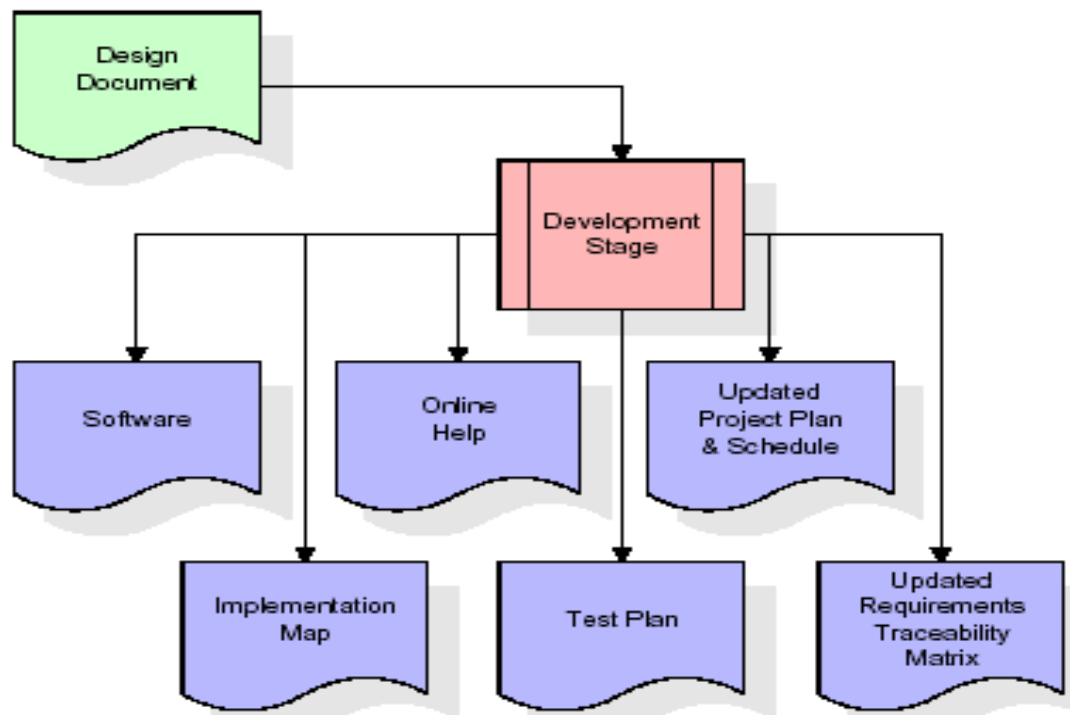 Design
Document
Development
Stage
Software
Online
Help
Updated
Project Plan
& Schedule
Implementation
Map
Test Plan
Updated
Requirements
Traceability
Matrix